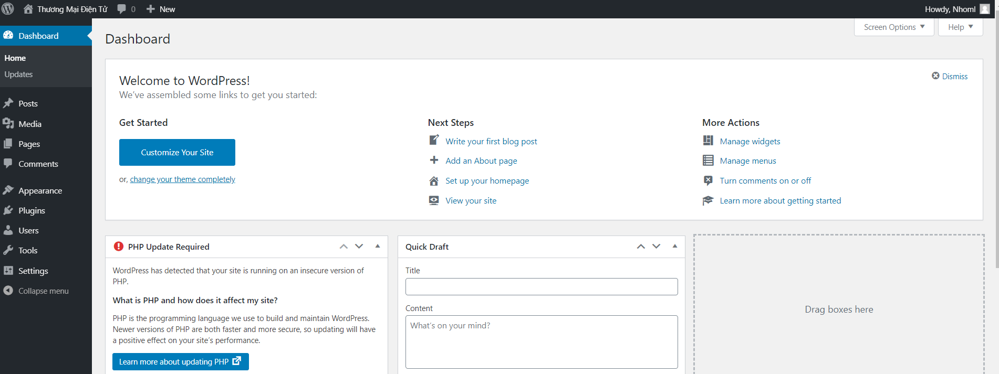 Thương Mại Điện Tử
0
New
Howdy, Nhoml
Screen Options
Help
Dashboard
Home
Updates
Posts
Media
Pages
Comments
Appearance
Plugins
Users
Tools
Settings
Collapse menu
Dashboard
Welcome to WordPress!
We've assembled some links to get you started:
Dismiss
Get Started
Customize Your Site
or, change your theme completely
Next Steps
Write your first blog post
Add an About page
Set up your homepage
View your site
More Actions
Manage widgets
Manage menus
Turn comments on or off
Learn more about getting started
PHP Update Required
WordPress has detected that your site is running on an insecure version of
PHP.
What is PHP and how does it affect my site?
PHP is the programming language we use to build and maintain WordPress.
Newer versions of PHP are both faster and more secure, so updating will have
a positive effect on your site's performance.
Learn more about updating PHP
Quick Draft
Title
Content
What's on your mind?
Drag boxes here